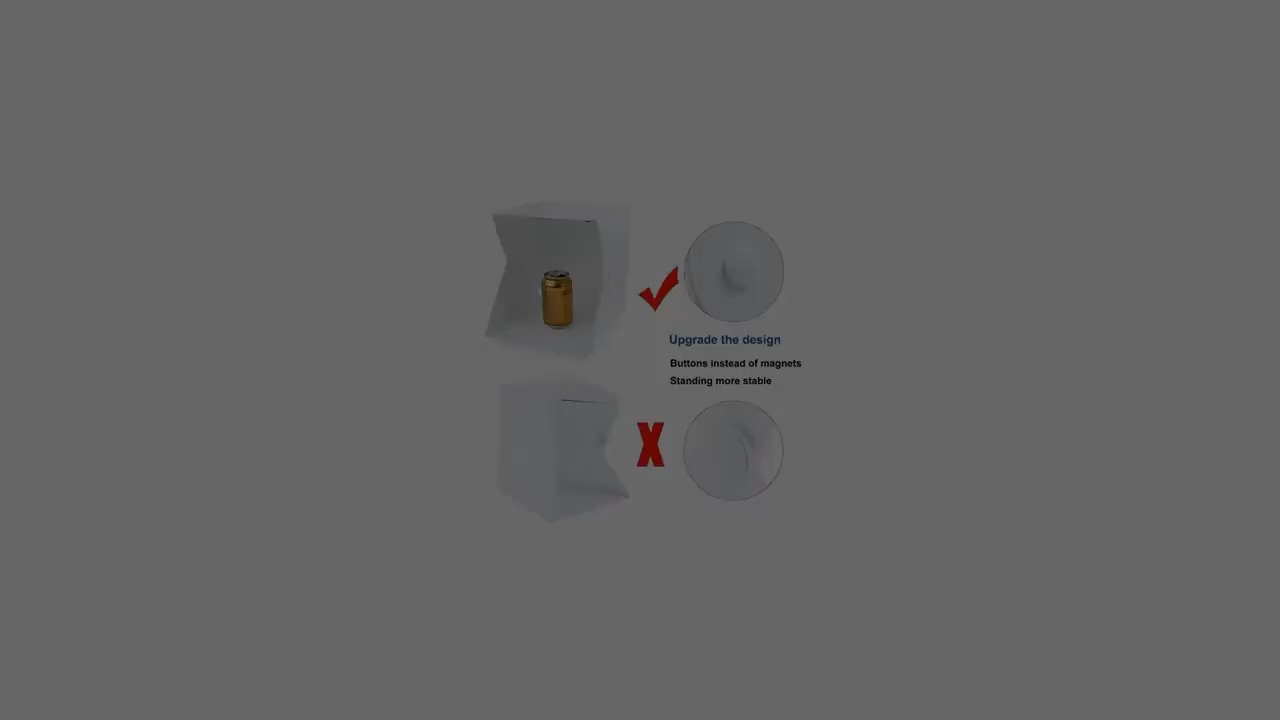 Upgrade the design
Buttons instead of magnets
Standing more stable